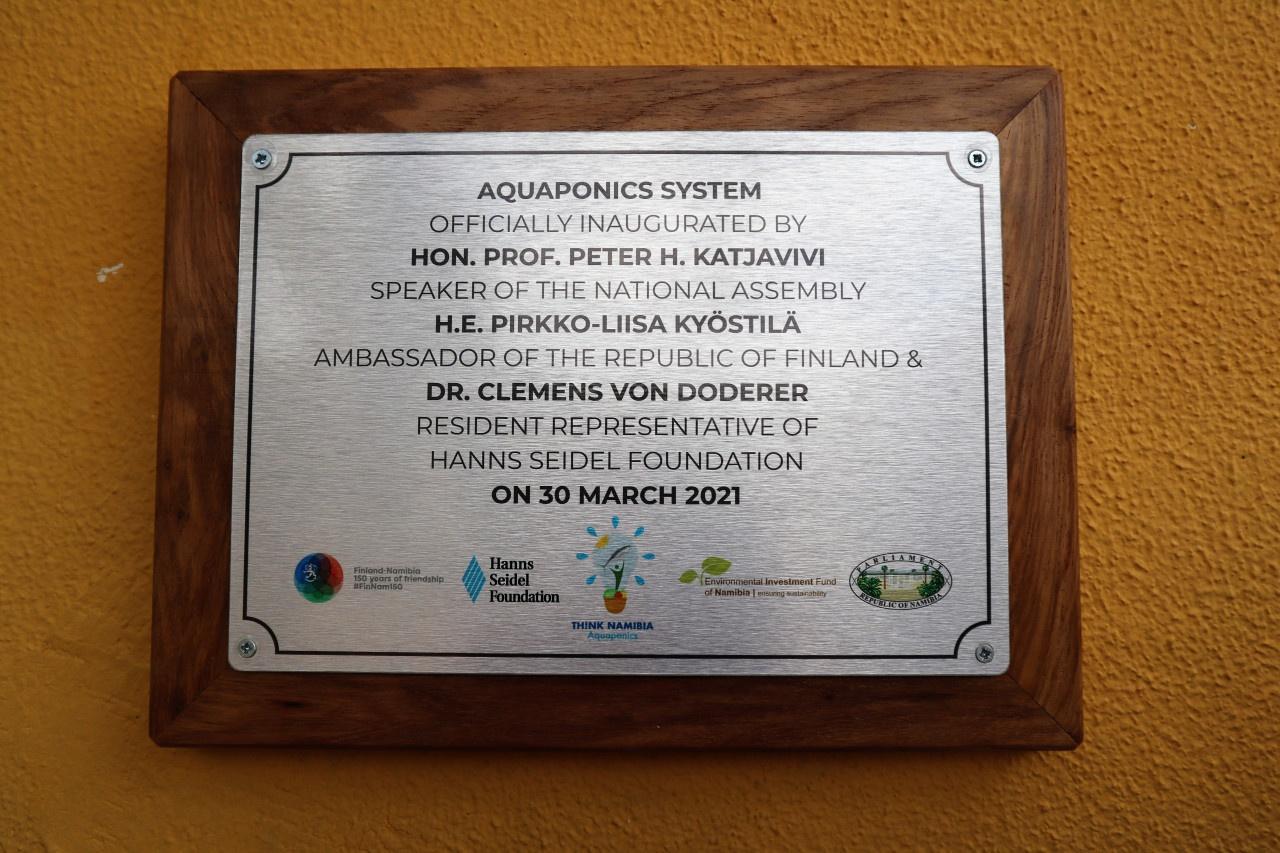 AQUAPONICS SYSTEM
OFFICIALLY INAUGURATED BY
HON. PROF. PETER H. KATJAVIVI
SPEAKER OF THE NATIONAL ASSEMBLY
H.E. PIRKKO-LIISA KYÖSTILÄ
AMBASSADOR OF THE REPUBLIC OF FINLAND &
DR. CLEMENS VON DODERER
RESIDENT REPRESENTATIVE OF
HANNS SEIDEL FOUNDATION
ON 30 MARCH 2021
Finland-Namibia
150 years of friendship
#FinNam150
Hanns
Seidel
Foundation
TH!NK NAMIBIA
Aquaponics
Environmental Investment Fund
of Namibia | ensuring sustainability
PARLIAMENT
REPUBLIC OF NAMIBIA